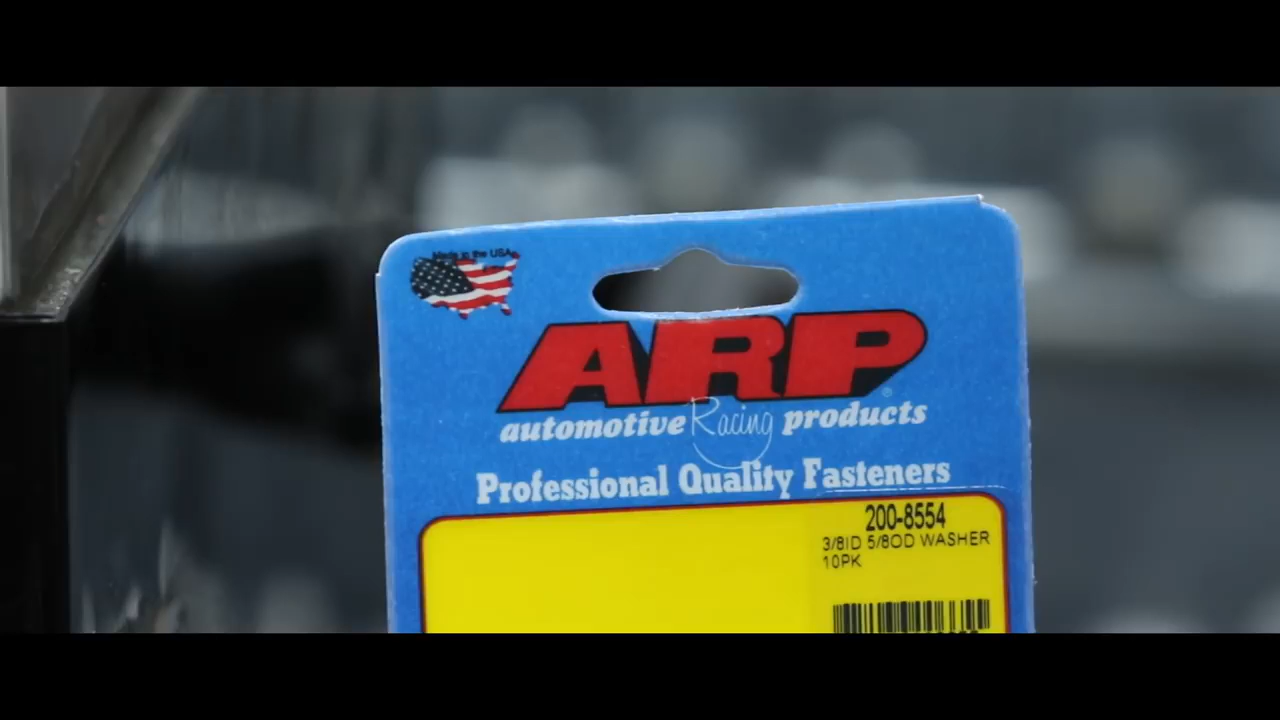 Made in the USA
ARP
automotive Racing products
Professional Quality Fasteners
200-8554
3/8ID 5/8OD WASHER
10PK